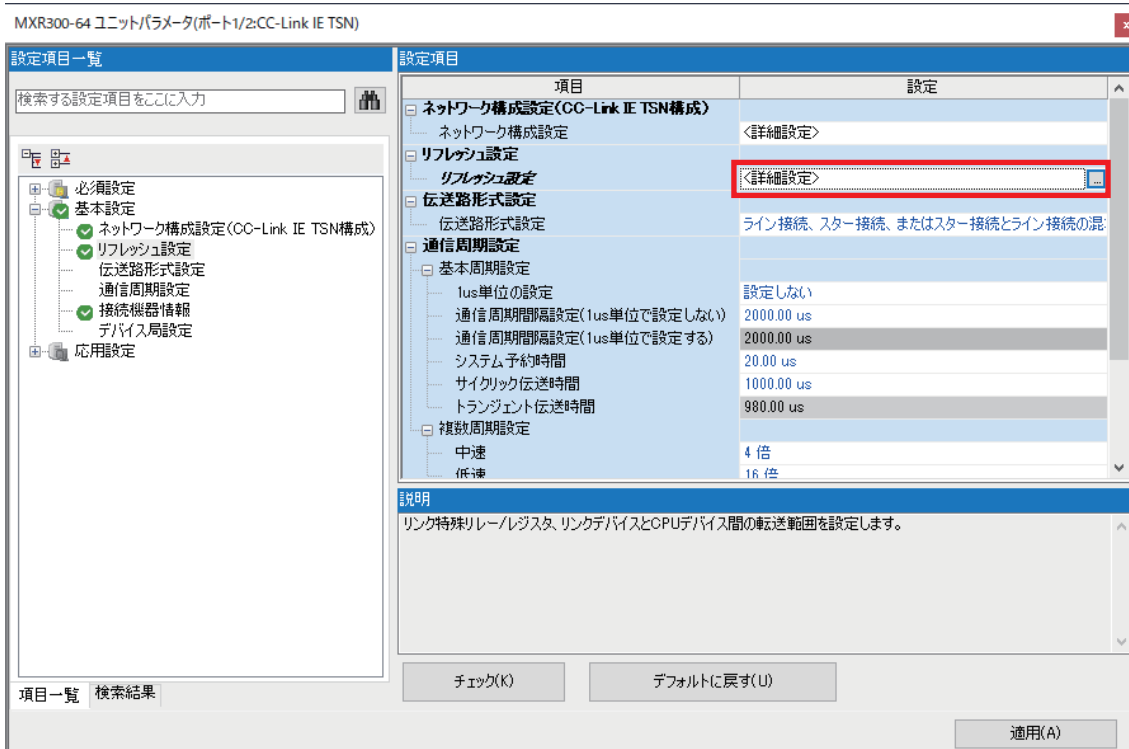 MXR300-64 ユニットパラメータ(ポート1/2:CC-Link IE TSN)
設定項目一覧
検索する設定項目をここに入力
必須設定
基本設定
ネットワーク構成設定(CC-Link IE TSN構成)
リフレッシュ設定
伝送路形式設定
通信周期設定
接続機器情報
デバイス局設定
応用設定
項目一覧 検索結果
設定項目
項目 設定
ネットワーク構成設定(CC-Link IE TSN構成)
ネットワーク構成設定 <詳細設定>
リフレッシュ設定
リフレッシュ設定 <詳細設定> ...
伝送路形式設定
伝送路形式設定 ライン接続、スター接続、またはスター接続とライン接続の混
通信周期設定
基本周期設定
1us単位の設定 設定しない
通信周期間隔設定(1us単位で設定しない) 2000.00 us
通信周期間隔設定(1us単位で設定する) 2000.00 us
システム予約時間 20.00 us
サイクリック伝送時間 1000.00 us
トランジェント伝送時間 980.00 us
複数周期設定
中速 4 倍
低速 16 倍
説明
リンク特殊リレー/レジスタ、リンクデバイスとCPUデバイス間の転送範囲を設定します。
チェック(K) デフォルトに戻す(U)
適用(A)